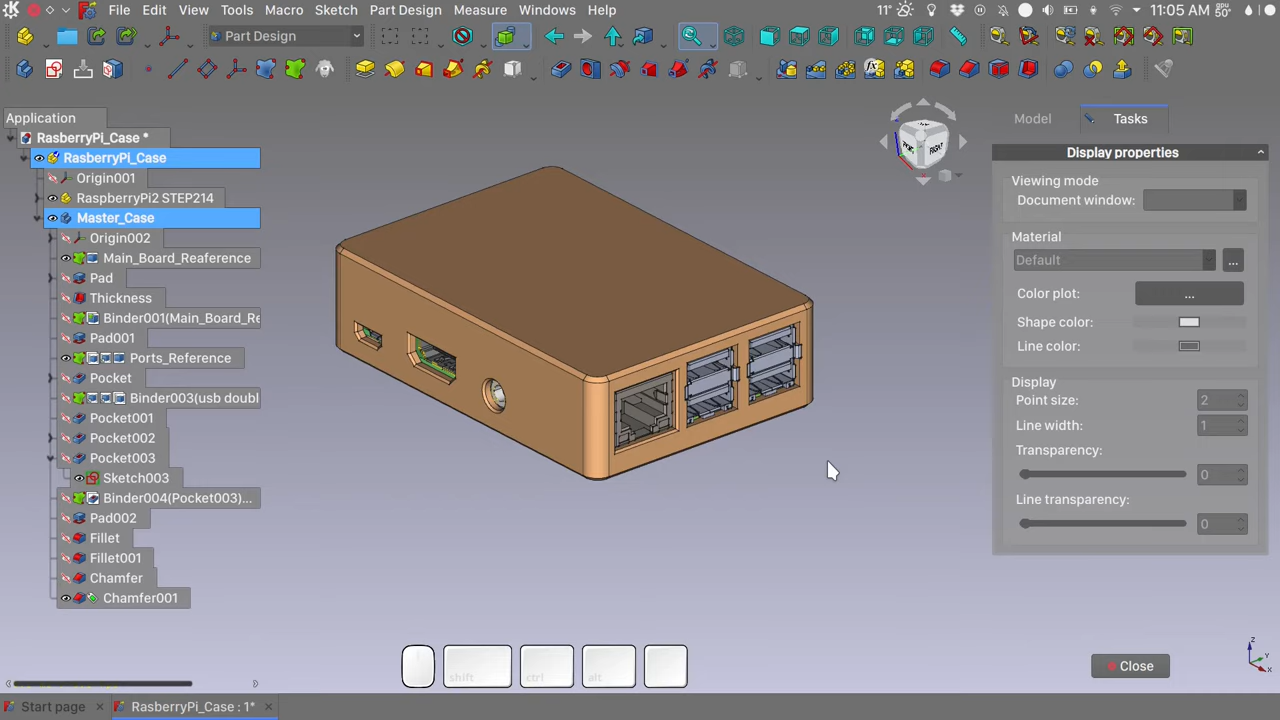 File Edit View Tools Macro Sketch Part Design Measure Windows Help
11° 11:05 AM
Part Design
Application
RasberryPi_Case *
RasberryPi_Case
Origin001
RaspberryPi2 STEP214
Master_Case
Origin002
Main_Board_Reaference
Pad
Thickness
Binder001(Main_Board_Re
Pad001
Ports_Reference
Pocket
Binder003(usb doubl
Pocket001
Pocket002
Pocket003
Sketch003
Binder004(Pocket003)...
Pad002
Fillet
Fillet001
Chamfer
Chamfer001
RIGHT
Model Tasks
Display properties
Viewing mode
Document window:
Material
Default ...
Color plot: ...
Shape color:
Line color:
Display
Point size: 2
Line width: 1
Transparency:
0
Line transparency:
0
Close
shift ctrl alt
Z
Y
X
Start page RasberryPi_Case : 1*